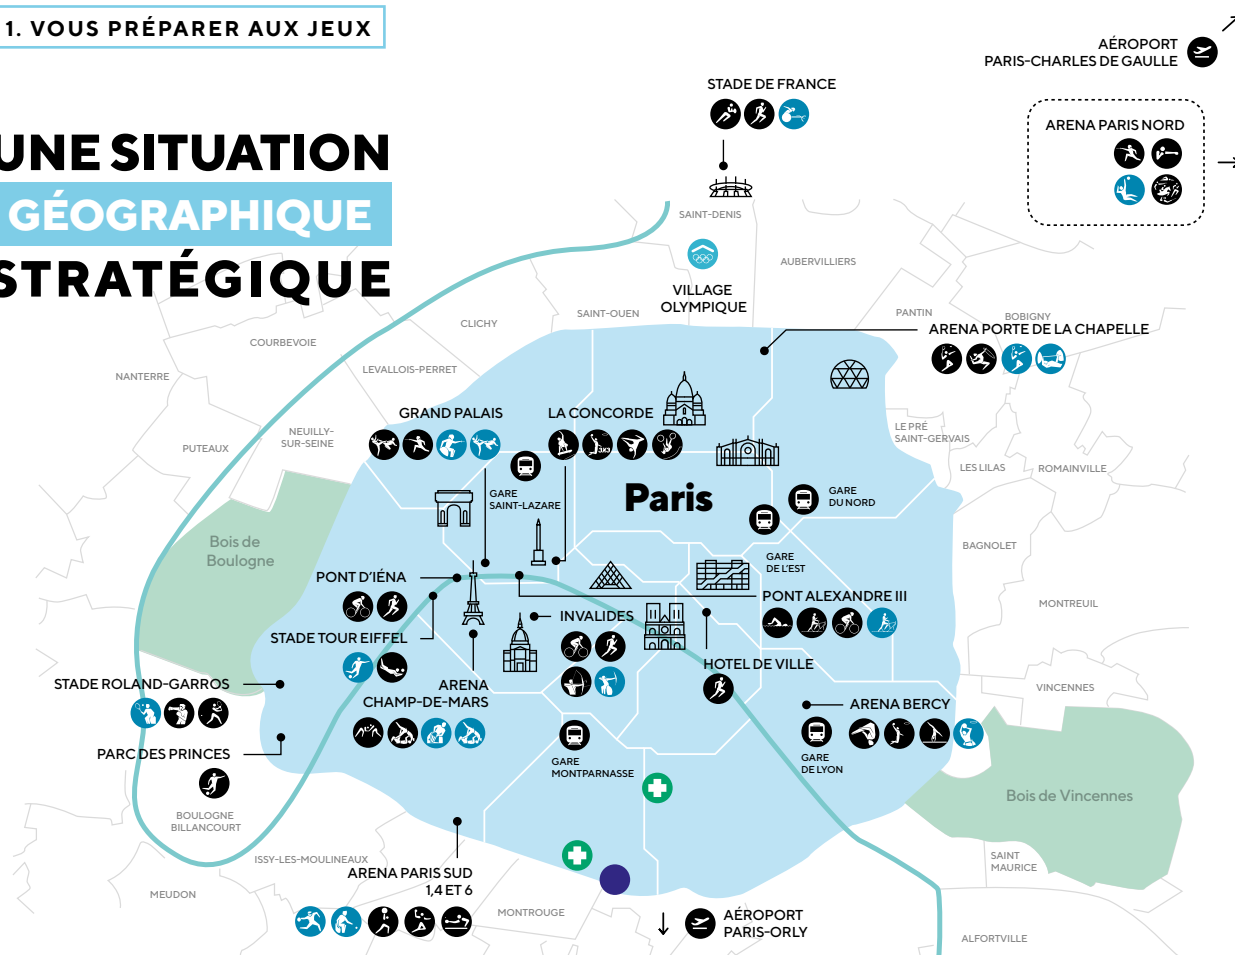 1. VOUS PRÉPARER AUX JEUX
UNE SITUATION
GÉOGRAPHIQUE
STRATÉGIQUE
AÉROPORT
PARIS-CHARLES DE GAULLE
STADE DE FRANCE
ARENA PARIS NORD
SAINT-DENIS
AUBERVILLIERS
VILLAGE
OLYMPIQUE
SAINT-OUEN
CLICHY
PANTIN
BOBIGNY
ARENA PORTE DE LA CHAPELLE
COURBEVOIE
LEVALLOIS-PERRET
NANTERRE
GRAND PALAIS
LA CONCORDE
3X3
NEUILLY-
SUR-SEINE
PUTEAUX
LE PRÉ
SAINT-GERVAIS
LES LILAS
ROMAINVILLE
GARE
SAINT-LAZARE
Paris
GARE
DU NORD
Bois de
Boulogne
BAGNOLET
GARE
DE L'EST
PONT D'IÉNA
PONT ALEXANDRE III
MONTREUIL
INVALIDES
STADE TOUR EIFFEL
HOTEL DE VILLE
STADE ROLAND-GARROS
ARENA
CHAMP-DE-MARS
VINCENNES
ARENA BERCY
PARC DES PRINCES
GARE
MONTPARNASSE
GARE
DE LYON
Bois de Vincennes
BOULOGNE
BILLANCOURT
ISSY-LES-MOULINEAUX
ARENA PARIS SUD
1,4 ET 6
SAINT
MAURICE
MEUDON
MONTROUGE
AÉROPORT
PARIS-ORLY
ALFORTVILLE